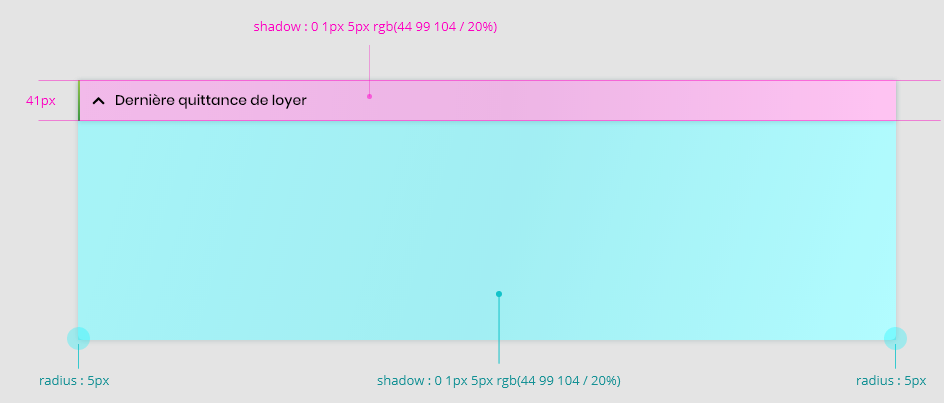 shadow : 0 1px 5px rgb(44 99 104 / 20%)
41px
Dernière quittance de loyer
radius : 5px
shadow : 0 1px 5px rgb(44 99 104 / 20%)
radius : 5px